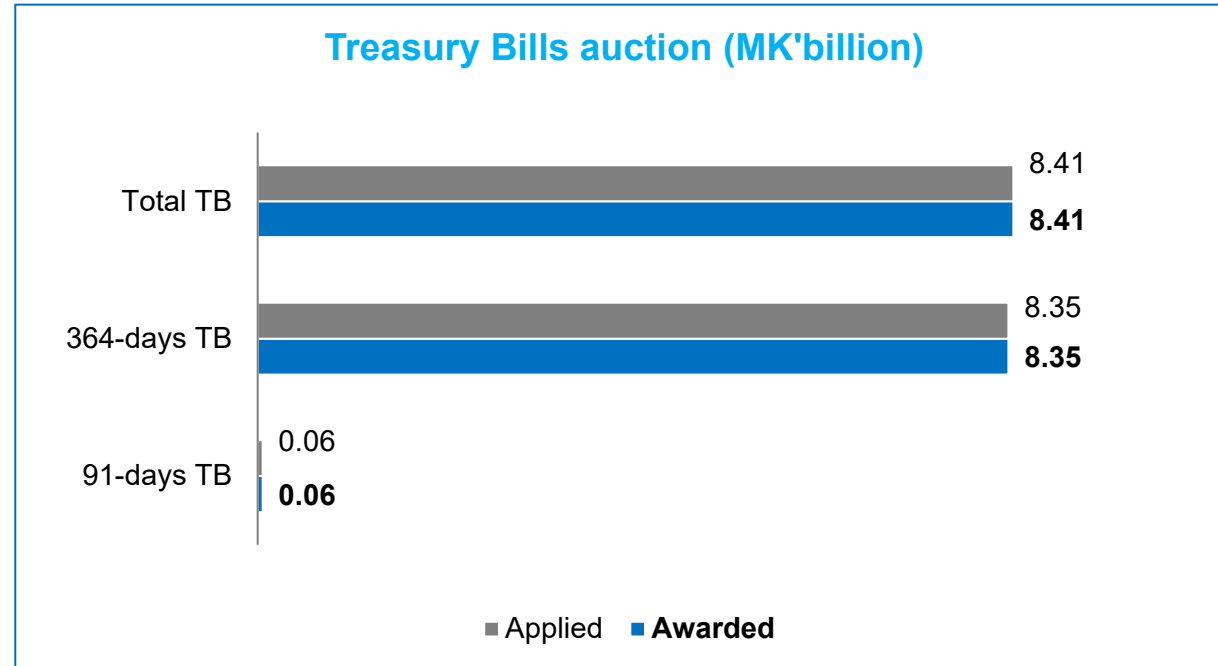 Treasury Bills auction (MK'billion)
Total TB
8.41
8.41
364-days TB
8.35
8.35
91-days TB
0.06
0.06
Applied Awarded